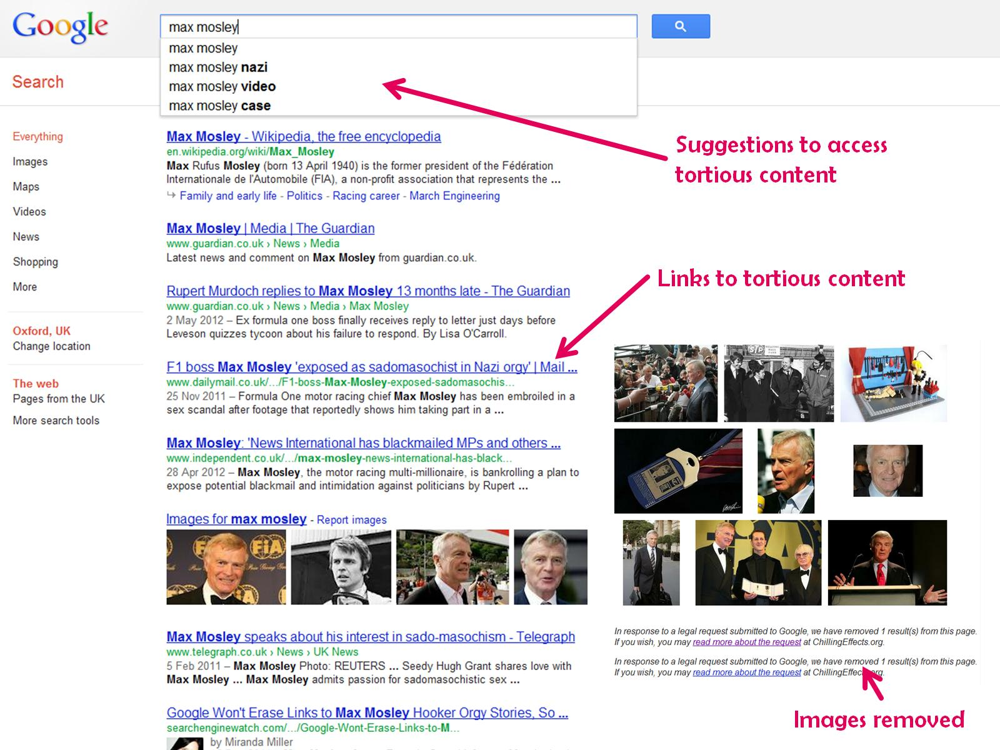 Google
max mosley
max mosley
max mosley nazi
max mosley video
max mosley case
Search
Everything
Images
Maps
Videos
News
Shopping
More
Oxford, UK
Change location
The web
Pages from the UK
More search tools
Max Mosley - Wikipedia, the free encyclopedia
en.wikipedia.org/wiki/Max_Mosley
Max Rufus Mosley (born 13 April 1940) is the former president of the Fédération
Internationale de l'Automobile (FIA), a non-profit association that represents the ...
Family and early life - Politics - Racing career - March Engineering
Max Mosley | Media | The Guardian
www.guardian.co.uk › News › Media
Latest news and comment on Max Mosley from guardian.co.uk.
Rupert Murdoch replies to Max Mosley 13 months late - The Guardian
www.guardian.co.uk › News › Media › Max Mosley
2 May 2012 – Ex formula one boss finally receives reply to letter just days before
Leveson quizzes tycoon about his failure to respond. By Lisa O'Carroll.
F1 boss Max Mosley 'exposed as sadomasochist in Nazi orgy' | Mail ...
www.dailymail.co.uk/.../F1-boss-Max-Mosley-exposed-sadomasochis...
25 Nov 2011 – Formula One motor racing chief Max Mosley has been embroiled in a
sex scandal after footage that reportedly shows him taking part in a ...
Max Mosley: 'News International has blackmailed MPs and others ...
www.independent.co.uk/.../max-mosley-news-international-has-black...
28 Apr 2012 – Max Mosley, the motor racing multi-millionaire, is bankrolling a plan to
expose potential blackmail and intimidation against politicians by Rupert ...
Images for max mosley - Report images
Max Mosley speaks about his interest in sado-masochism - Telegraph
www.telegraph.co.uk › News › UK News
5 Feb 2011 – Max Mosley Photo: REUTERS ... Seedy Hugh Grant shares love with
Max Mosley ... Max Mosley admits passion for sadomasochistic sex ...
Google Won't Erase Links to Max Mosley Hooker Orgy Stories, So ...
searchenginewatch.com/.../Google-Wont-Erase-Links-to-M...
by Miranda Miller
Suggestions to access
tortious content
Links to tortious content
STP
FiA
In response to a legal request submitted to Google, we have removed 1 result(s) from this page.
If you wish, you may read more about the request at ChillingEffects.org.
In response to a legal request submitted to Google, we have removed 1 result(s) from this page.
If you wish, you may read more about the request at ChillingEffects.org.
Images removed